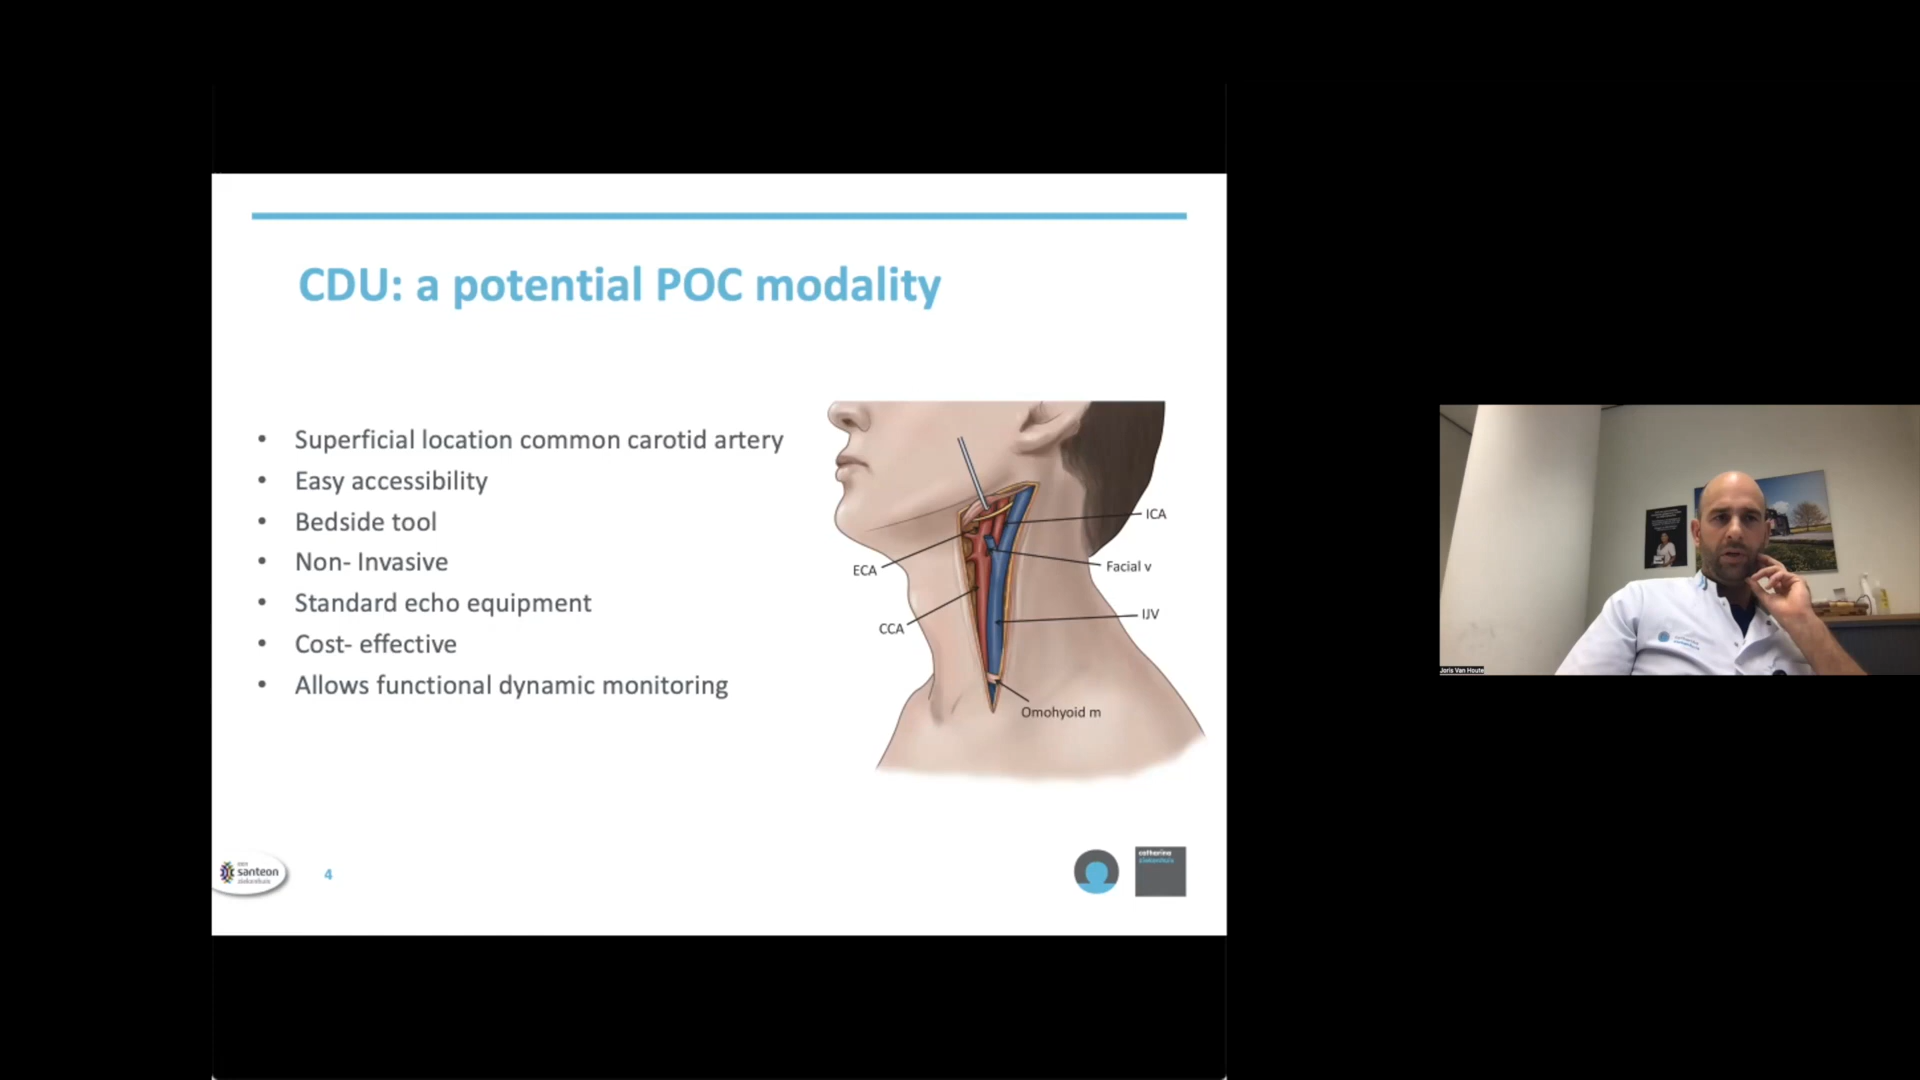 CDU: a potential POC modality
• Superficial location common carotid artery
• Easy accessibility
• Bedside tool
• Non- Invasive
• Standard echo equipment
• Cost- effective
• Allows functional dynamic monitoring
ICA
Facial v
ECA
IJV
CCA
Omohyoid m
santeon
ziekenhuis
4
catharina
ziekenhuis
Joris Van Houte